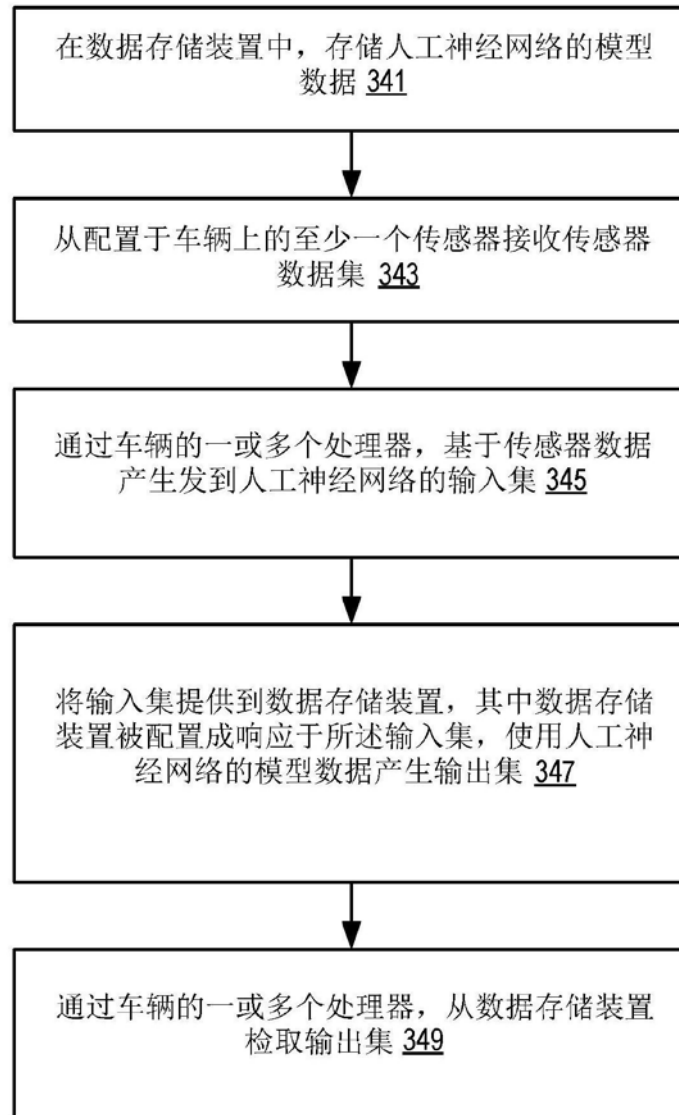 在数据存储装置中，存储人工神经网络的模型
数据 341
从配置于车辆上的至少一个传感器接收传感器
数据集 343
通过车辆的一或多个处理器，基于传感器数据
产生发到人工神经网络的输入集 345
将输入集提供到数据存储装置，其中数据存储
装置被配置成响应于所述输入集，使用人工神
经网络的模型数据产生输出集 347
通过车辆的一或多个处理器，从数据存储装置
检取输出集 349